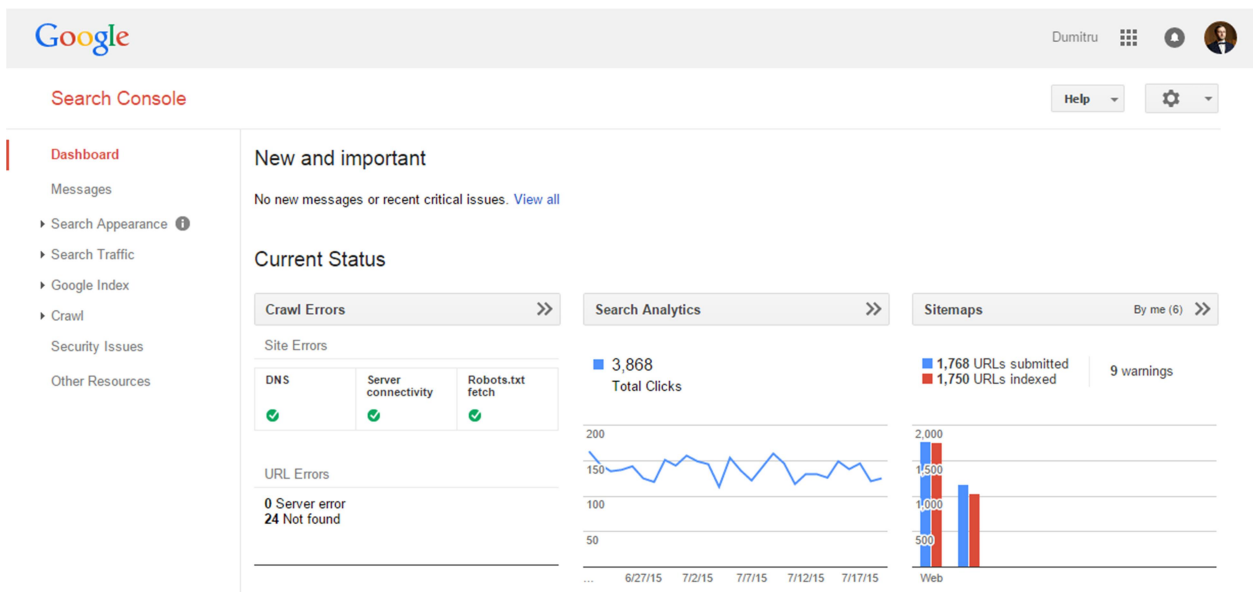 Google
Dumitru
Search Console
Help
Dashboard
Messages
Search Appearance
Search Traffic
Google Index
Crawl
Security Issues
Other Resources
New and important
No new messages or recent critical issues. View all
Current Status
Crawl Errors
Site Errors
DNS
Server
connectivity
Robots.txt
fetch
URL Errors
0 Server error
24 Not found
Search Analytics
3,868
Total Clicks
200
150
100
50
... 6/27/15 7/2/15 7/7/15 7/12/15 7/17/15
Sitemaps By me (6)
1,768 URLs submitted
1,750 URLs indexed
9 warnings
2,000
1,500
1,000
500
Web